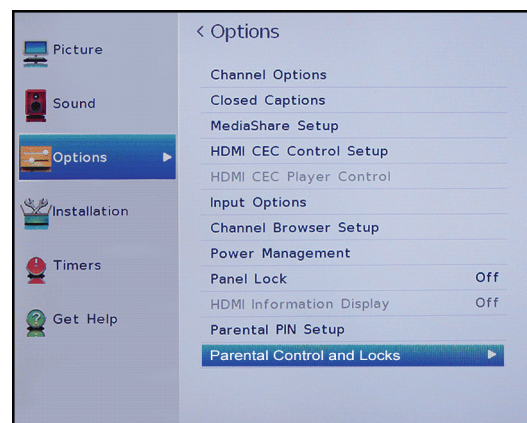 Picture
Sound
Options
Installation
Timers
Get Help
< Options
Channel Options
Closed Captions
MediaShare Setup
HDMI CEC Control Setup
HDMI CEC Player Control
Input Options
Channel Browser Setup
Power Management
Panel Lock Off
HDMI Information Display Off
Parental PIN Setup
Parental Control and Locks